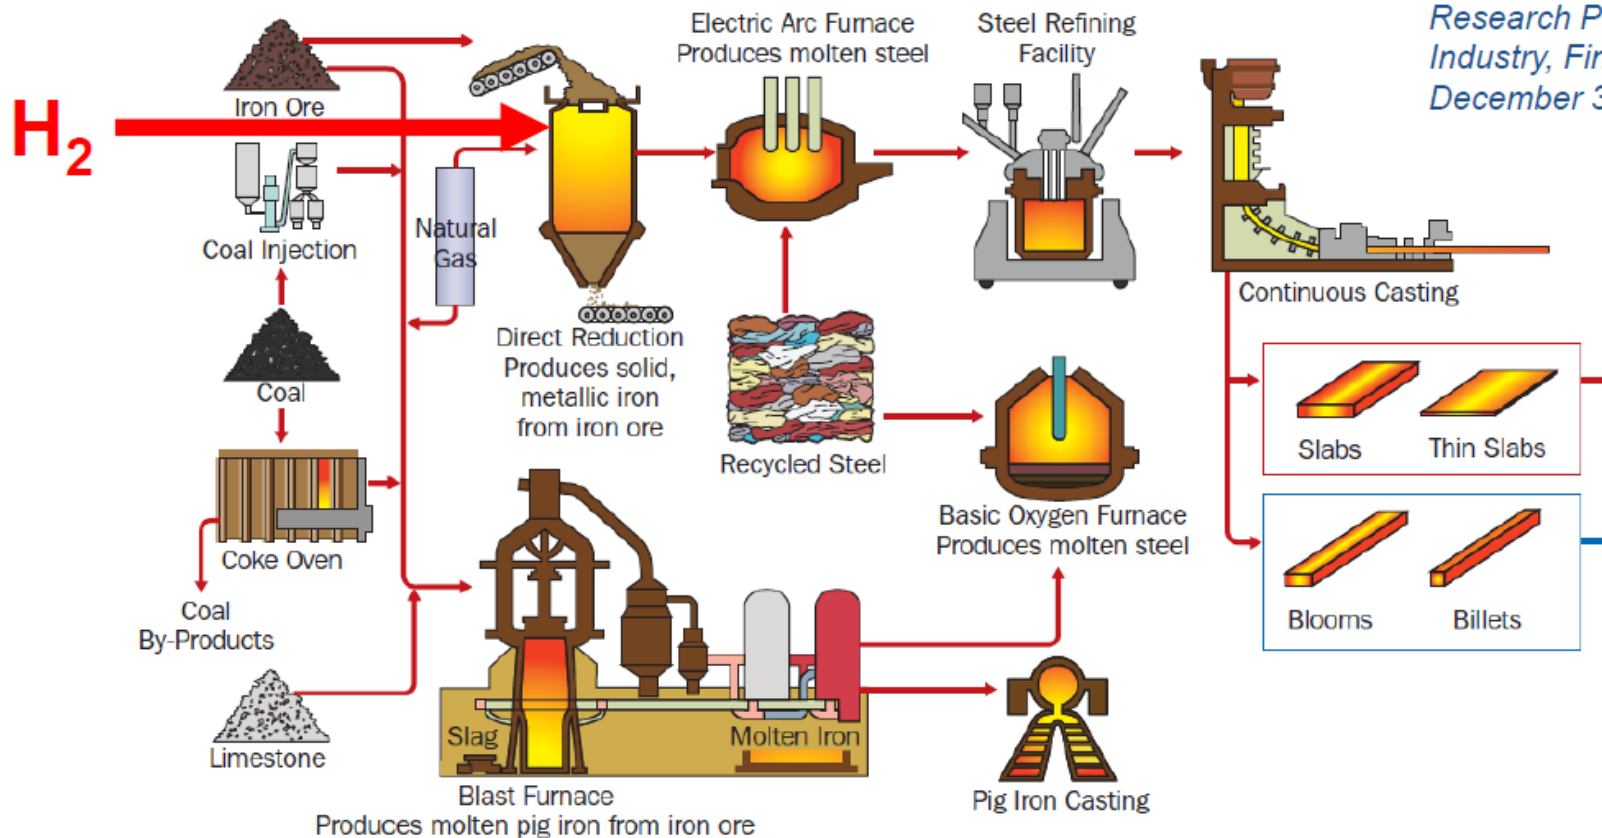 Research P
Industry, Fir
December 3
Electric Arc Furnace
Produces molten steel
Steel Refining
Facility
Iron Ore
H2
Coal Injection
Natural
Gas
Continuous Casting
Direct Reduction
Produces solid,
metallic iron
from iron ore
Coal
Recycled Steel
Slabs
Thin Slabs
Basic Oxygen Furnace
Produces molten steel
Coke Oven
Coal
By-Products
Blooms
Billets
Limestone
Slag
Molten Iron
Blast Furnace
Produces molten pig iron from iron ore
Pig Iron Casting